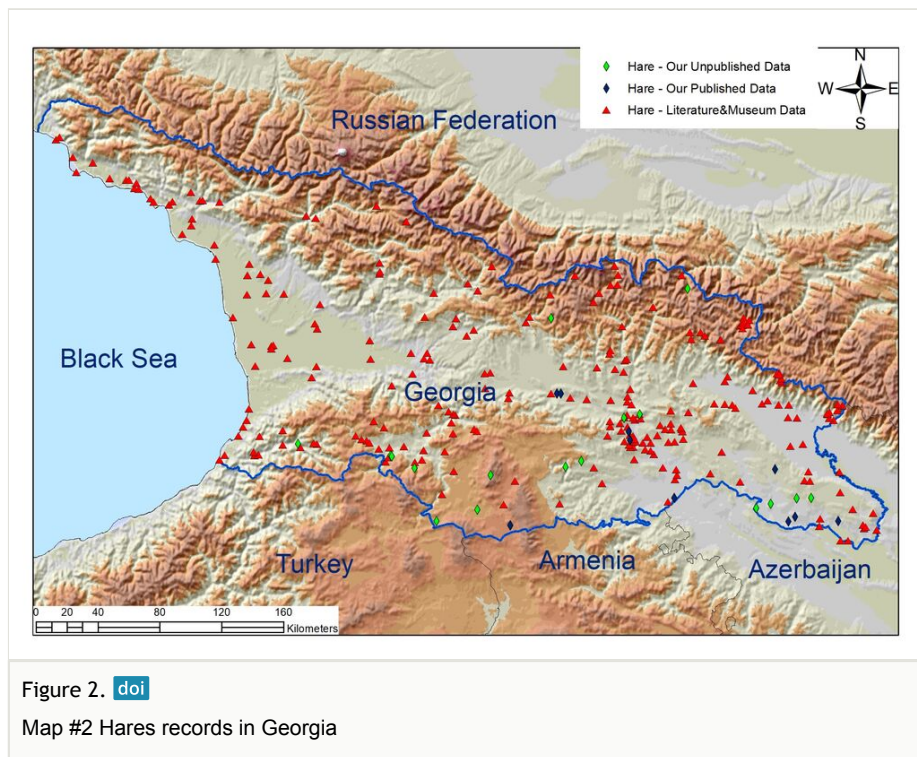 Hare - Our Unpublished Data
Hare - Our Published Data
Hare - Literature&Museum Data
N
W E
S
Russian Federation
Black Sea
Georgia
Turkey
Armenia
Azerbaijan
0 20 40 80 120 160
Kilometers
Figure 2. doi
Map #2 Hares records in Georgia